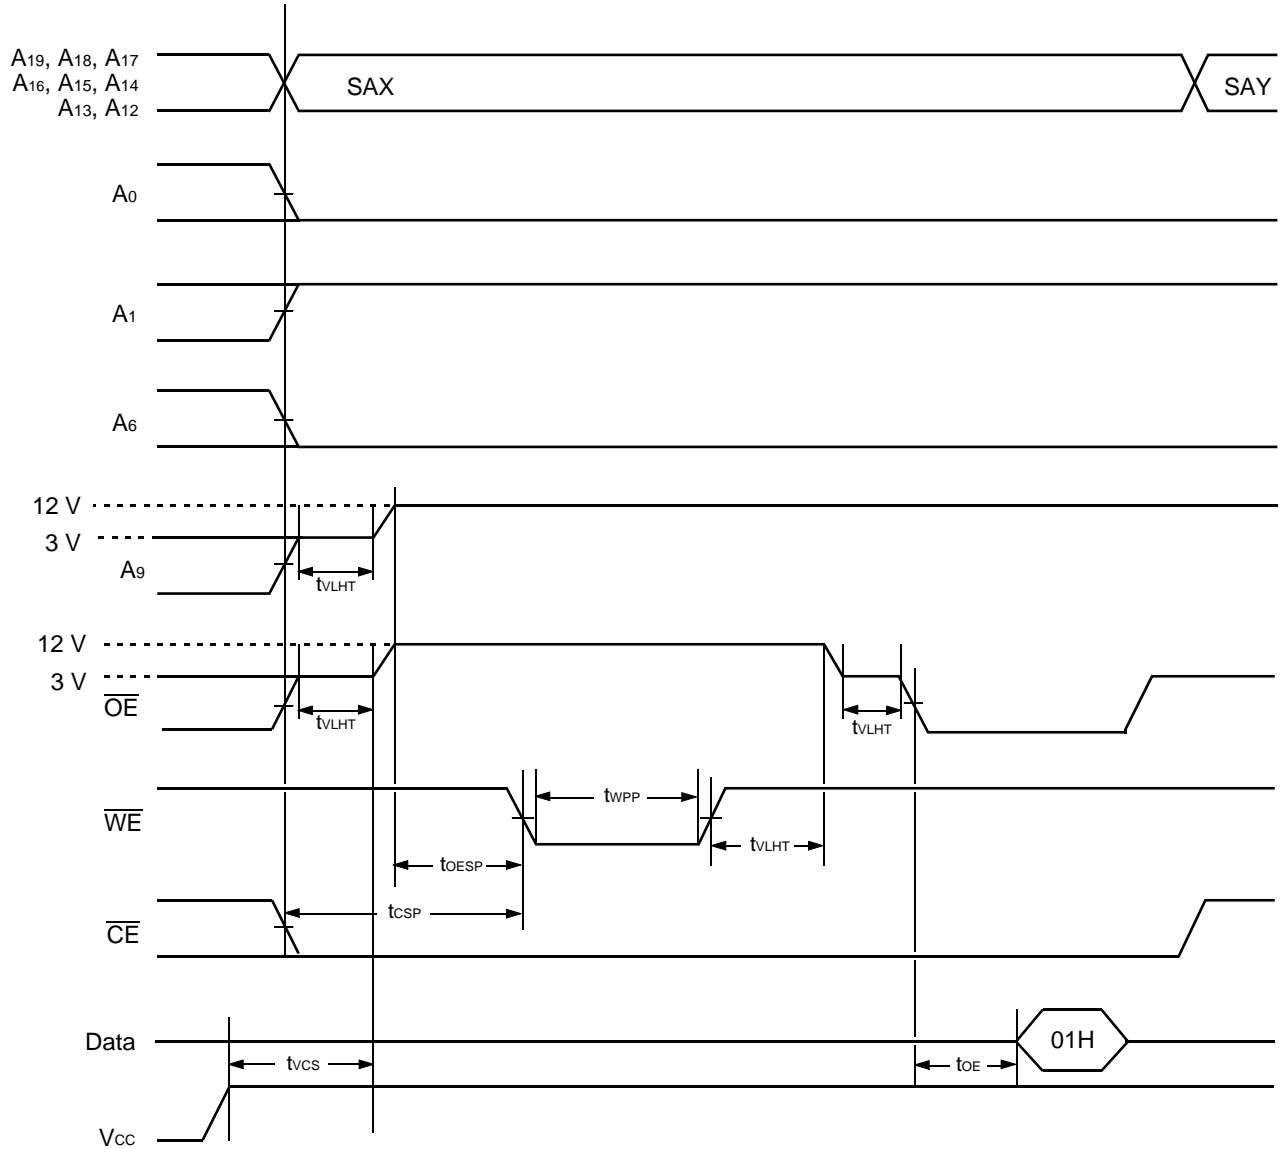 A19, A18, A17
A16, A15, A14
A13, A12
SAX
SAY
A0
A1
A6
12 V
3 V
A9
tVLHT
12 V
3 V
OE
tVLHT
tVLHT
WE
tWPP
tVLHT
tOESP
tCSP
CE
Data
01H
tVCS
tOE
VCC